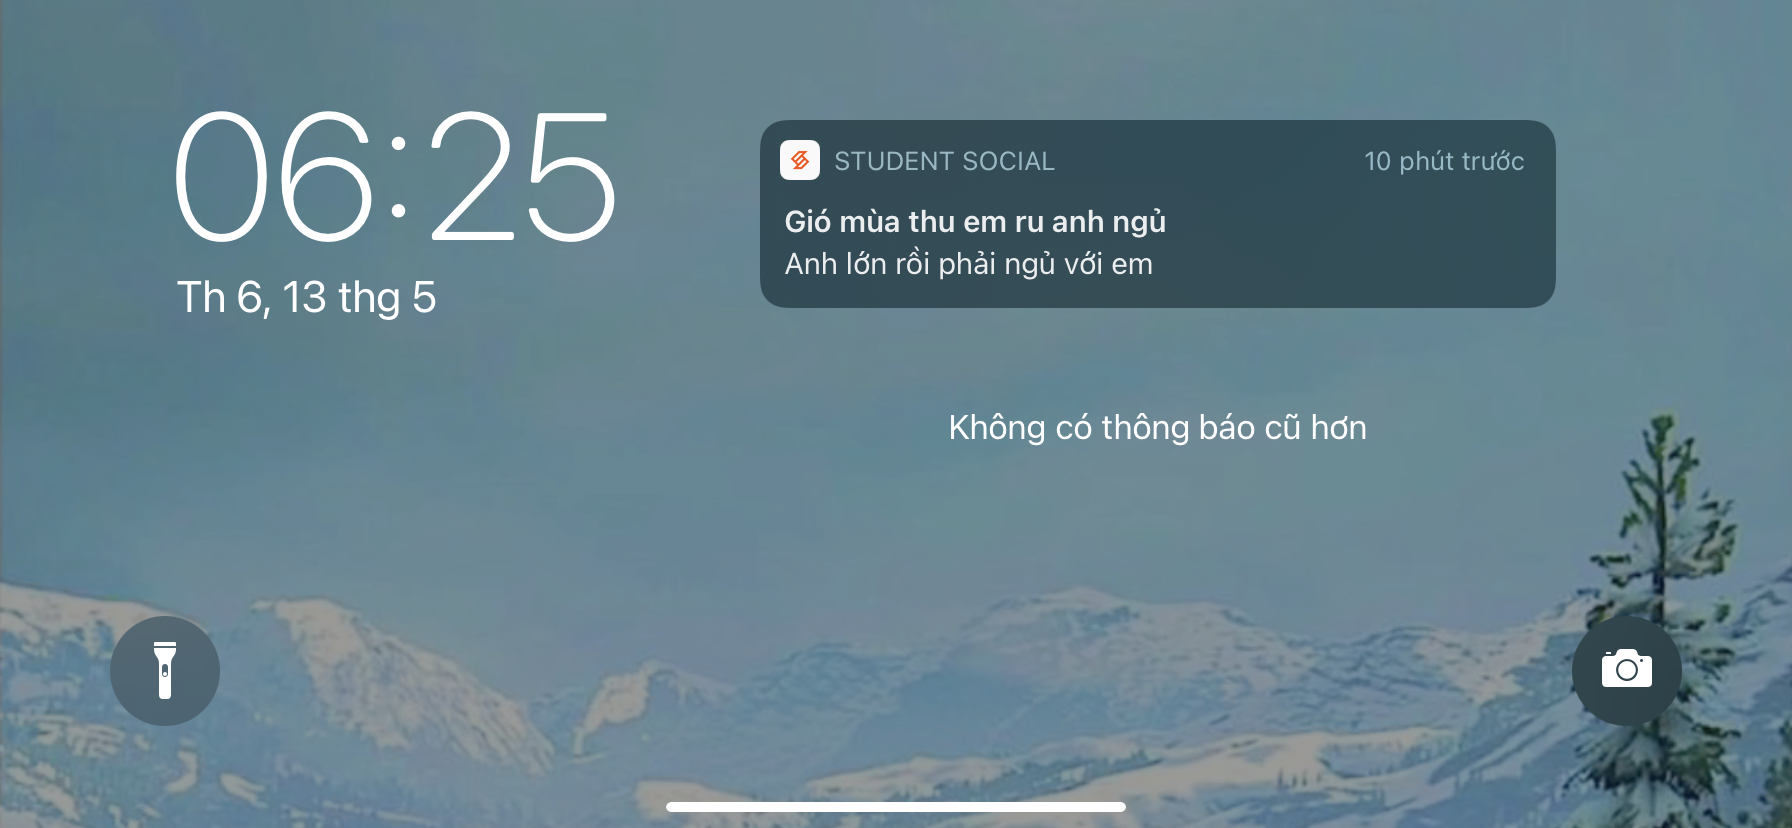 06:25
Th 6, 13 thg 5
STUDENT SOCIAL
10 phút trước
Gió mùa thu em ru anh ngủ
Anh lớn rồi phải ngủ với em
Không có thông báo cũ hơn